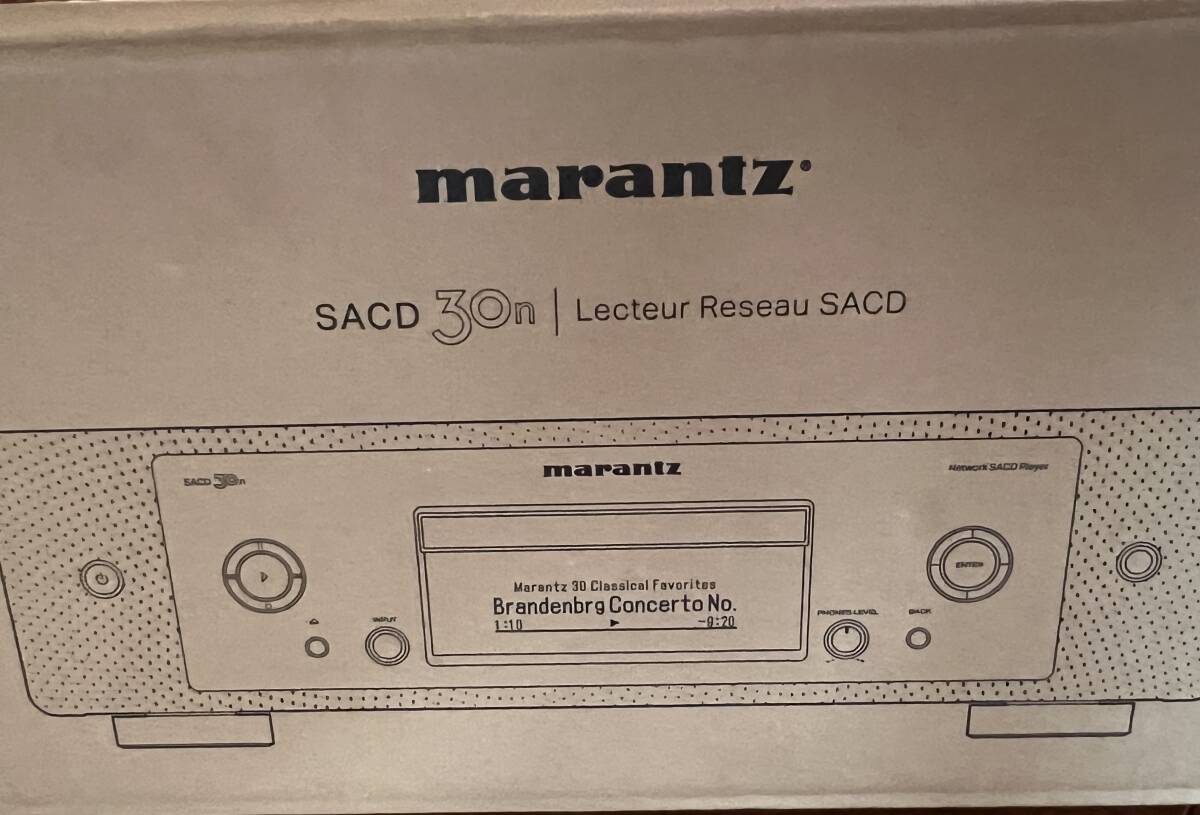 marantz
SACD 30n | Lecteur Reseau SACD
SACD 30n
marantz
Network SACD Player
ENTER
Marantz 30 Classical Favorites
Brandenbrg Concerto No.
1:10 -9:20
INPUT
PHONES LEVEL
BACK